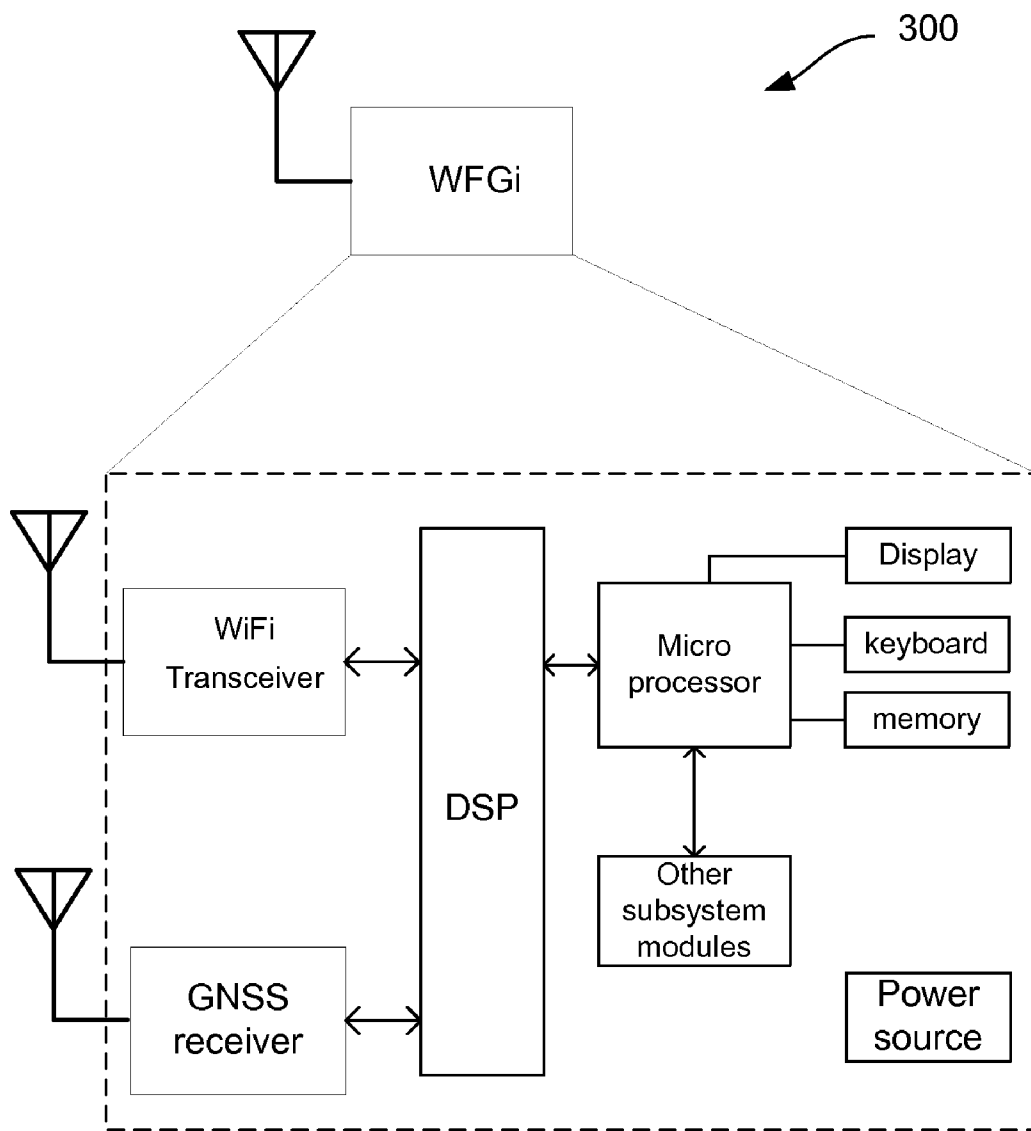 300
WFGi
WiFi
Transceiver
DSP
Micro
processor
Display
keyboard
memory
Other
subsystem
modules
GNSS
receiver
Power
source